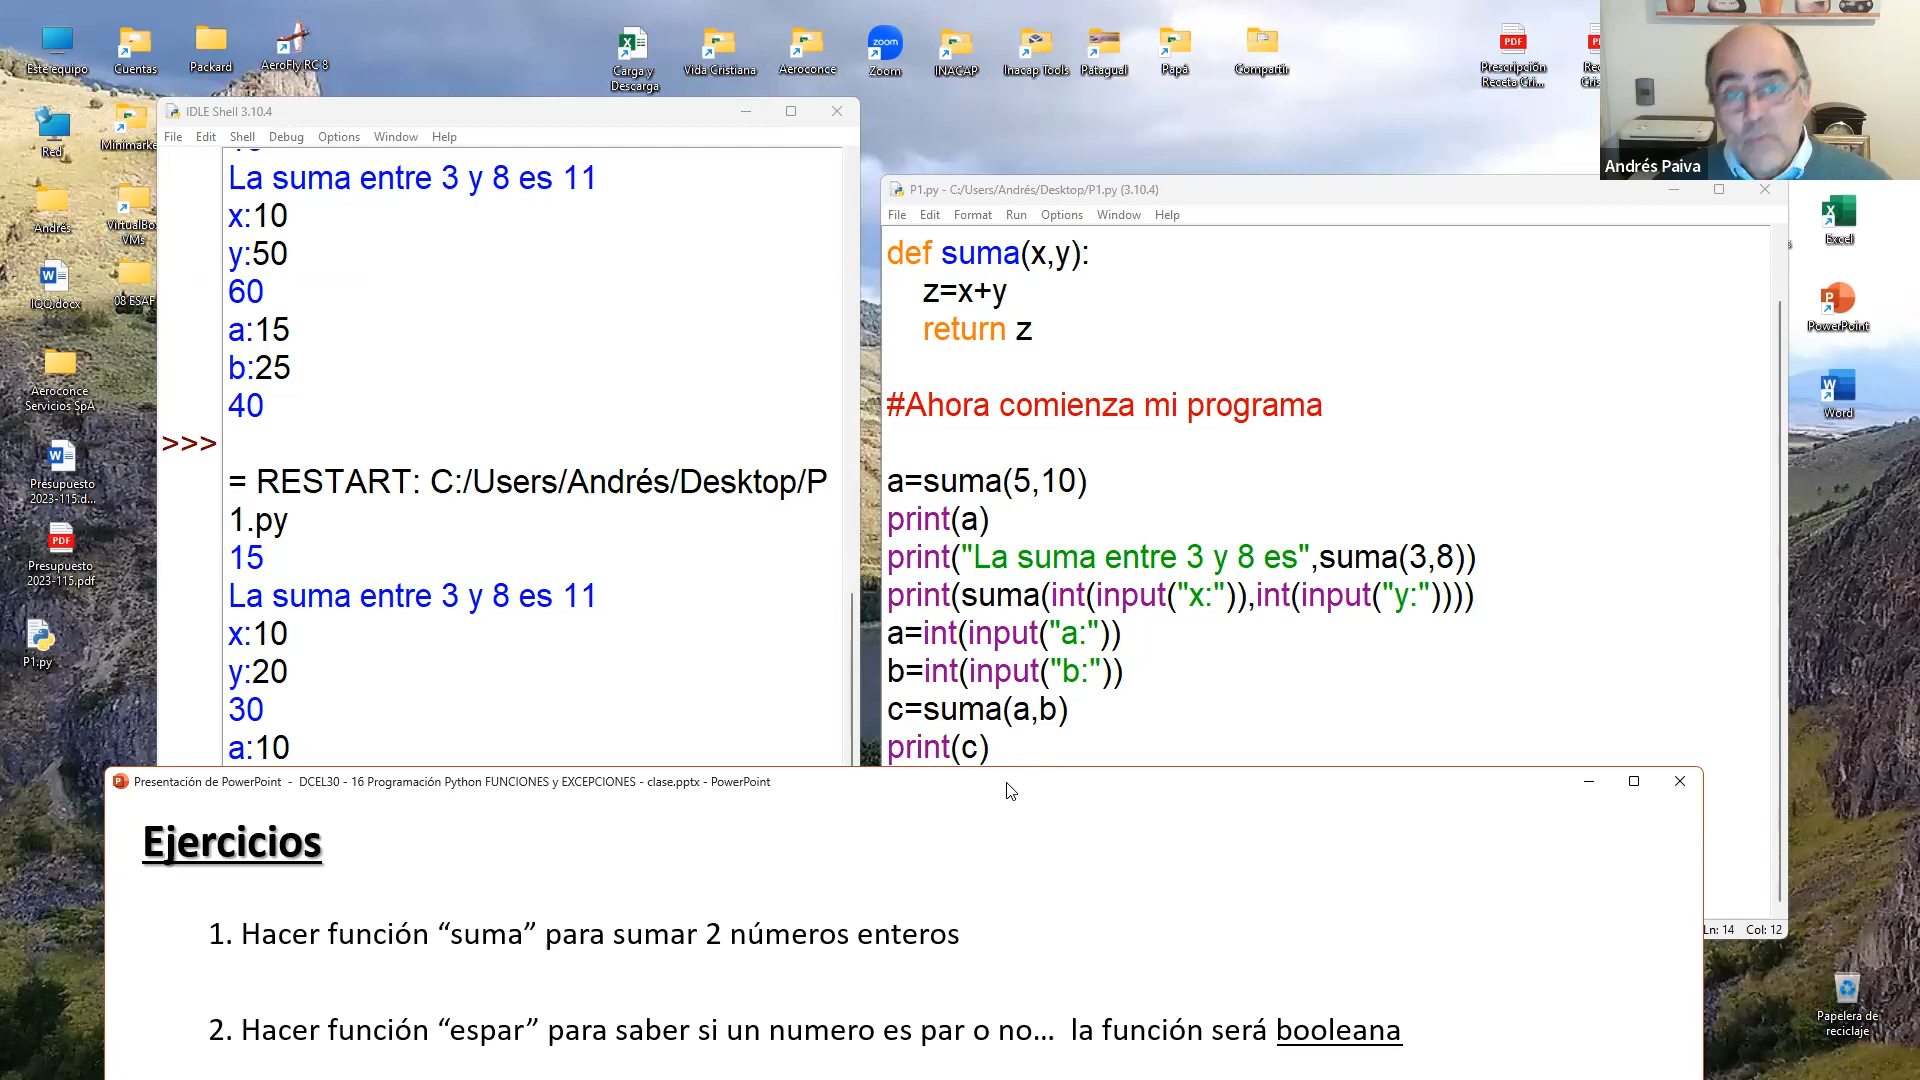 Este equipo
Cuentas
Packard
AeroFly RC 8
Carga y
Descarga
Vida Cristiana
Aeroconce
Zoom
INACAP
Inacap Tools
Patagual
Papá
Compartir
Prescripción
Receta Cri...
Andrés Paiva
Red
Minimarke
Andrés
VirtualBo
VMs
IQQ.docx
08 ESAF
Aeroconce
Servicios SpA
Presupuesto
2023-115.d...
Presupuesto
2023-115.pdf
P1.py
IDLE Shell 3.10.4
File Edit Shell Debug Options Window Help
La suma entre 3 y 8 es 11
x:10
y:50
60
a:15
b:25
40
>>>
= RESTART: C:/Users/Andrés/Desktop/P
1.py
15
La suma entre 3 y 8 es 11
x:10
y:20
30
a:10
P1.py - C:/Users/Andrés/Desktop/P1.py (3.10.4)
File Edit Format Run Options Window Help
def suma(x,y):
    z=x+y
    return z
#Ahora comienza mi programa
a=suma(5,10)
print(a)
print("La suma entre 3 y 8 es",suma(3,8))
print(suma(int(input("x:")),int(input("y:"))))
a=int(input("a:"))
b=int(input("b:"))
c=suma(a,b)
print(c)
Ln: 14 Col: 12
Excel
PowerPoint
Word
Papelera de
reciclaje
Presentación de PowerPoint - DCEL30 - 16 Programación Python FUNCIONES y EXCEPCIONES - clase.pptx - PowerPoint
Ejercicios
1. Hacer función “suma” para sumar 2 números enteros
2. Hacer función “espar” para saber si un numero es par o no... la función será booleana